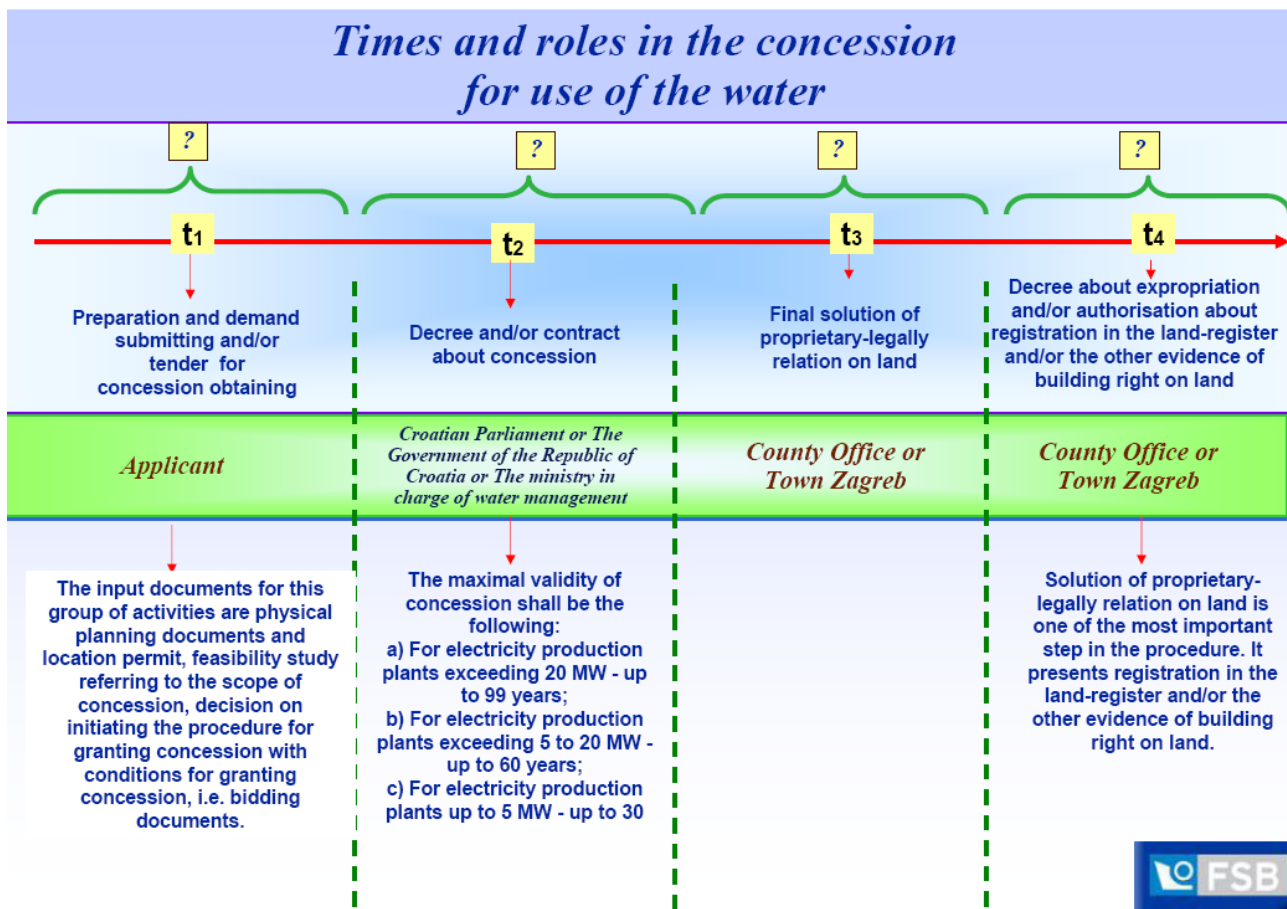 Times and roles in the concession
for use of the water
?
?
?
?
t1
t2
t3
t4
Preparation and demand
submitting and/or
tender for
concession obtaining
Decree and/or contract
about concession
Final solution of
proprietary-legally
relation on land
Decree about expropriation
and/or authorisation about
registration in the land-register
and/or the other evidence of
building right on land
Applicant
Croatian Parliament or The
Government of the Republic of
Croatia or The ministry in
charge of water management
County Office or
Town Zagreb
County Office or
Town Zagreb
The input documents for this
group of activities are physical
planning documents and
location permit, feasibility study
referring to the scope of
concession, decision on
initiating the procedure for
granting concession with
conditions for granting
concession, i.e. bidding
documents.
The maximal validity of
concession shall be the
following:
a) For electricity production
plants exceeding 20 MW - up
to 99 years;
b) For electricity production
plants exceeding 5 to 20 MW -
up to 60 years;
c) For electricity production
plants up to 5 MW - up to 30
Solution of proprietary-
legally relation on land is
one of the most important
step in the procedure. It
presents registration in the
land-register and/or the
other evidence of building
right on land.
FSB